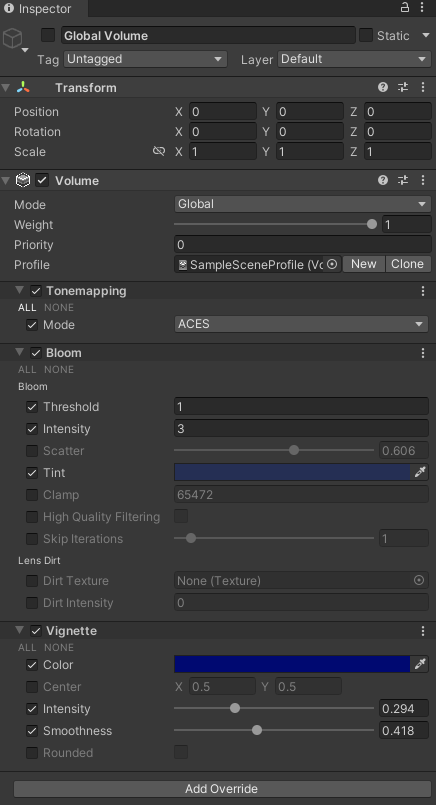 Inspector
Global Volume Static
Tag Untagged Layer Default
Transform
Position X 0 Y 0 Z 0
Rotation X 0 Y 0 Z 0
Scale X 1 Y 1 Z 1
Volume
Mode Global
Weight 1
Priority 0
Profile SampleSceneProfile (Vo New Clone
Tonemapping
ALL NONE
Mode ACES
Bloom
ALL NONE
Bloom
Threshold 1
Intensity 3
Scatter 0.606
Tint
Clamp 65472
High Quality Filtering
Skip Iterations 1
Lens Dirt
Dirt Texture None (Texture)
Dirt Intensity 0
Vignette
ALL NONE
Color
Center X 0.5 Y 0.5
Intensity 0.294
Smoothness 0.418
Rounded
Add Override